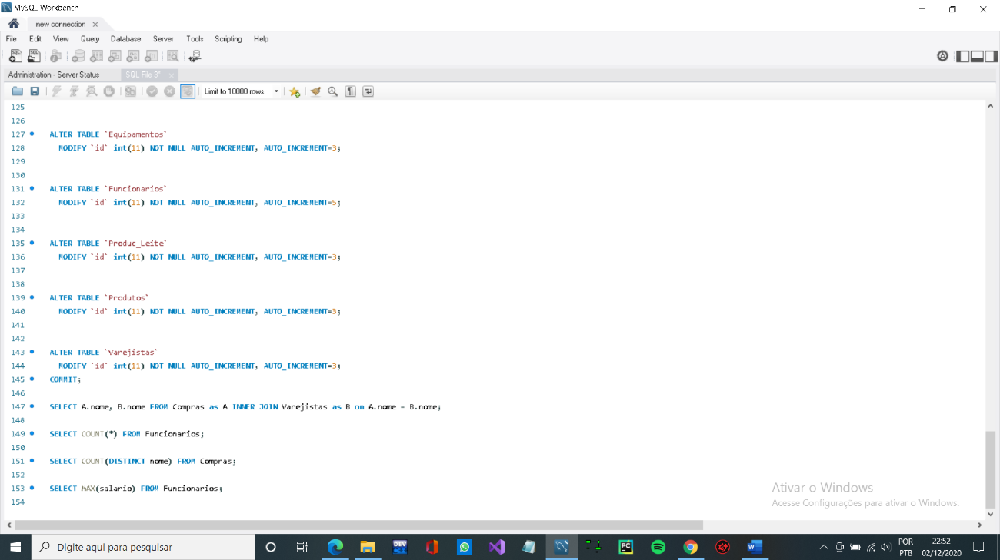 MySQL Workbench
new connection
File Edit View Query Database Server Tools Scripting Help
Administration - Server Status SQL File 3*
Limit to 10000 rows
125
126
127 ALTER TABLE `Equipamentos`
128 MODIFY `id` int(11) NOT NULL AUTO_INCREMENT, AUTO_INCREMENT=3;
129
130
131 ALTER TABLE `Funcionarios`
132 MODIFY `id` int(11) NOT NULL AUTO_INCREMENT, AUTO_INCREMENT=5;
133
134
135 ALTER TABLE `Produc_Leite`
136 MODIFY `id` int(11) NOT NULL AUTO_INCREMENT, AUTO_INCREMENT=3;
137
138
139 ALTER TABLE `Produtos`
140 MODIFY `id` int(11) NOT NULL AUTO_INCREMENT, AUTO_INCREMENT=3;
141
142
143 ALTER TABLE `Varejistas`
144 MODIFY `id` int(11) NOT NULL AUTO_INCREMENT, AUTO_INCREMENT=3;
145 COMMIT;
146
147 SELECT A.nome, B.nome FROM Compras as A INNER JOIN Varejistas as B on A.nome = B.nome;
148
149 SELECT COUNT(*) FROM Funcionarios;
150
151 SELECT COUNT(DISTINCT nome) FROM Compras;
152
153 SELECT MAX(salario) FROM Funcionarios;
154
Ativar o Windows
Acesse Configurações para ativar o Windows.
Digite aqui para pesquisar
POR
PTB
22:52
02/12/2020